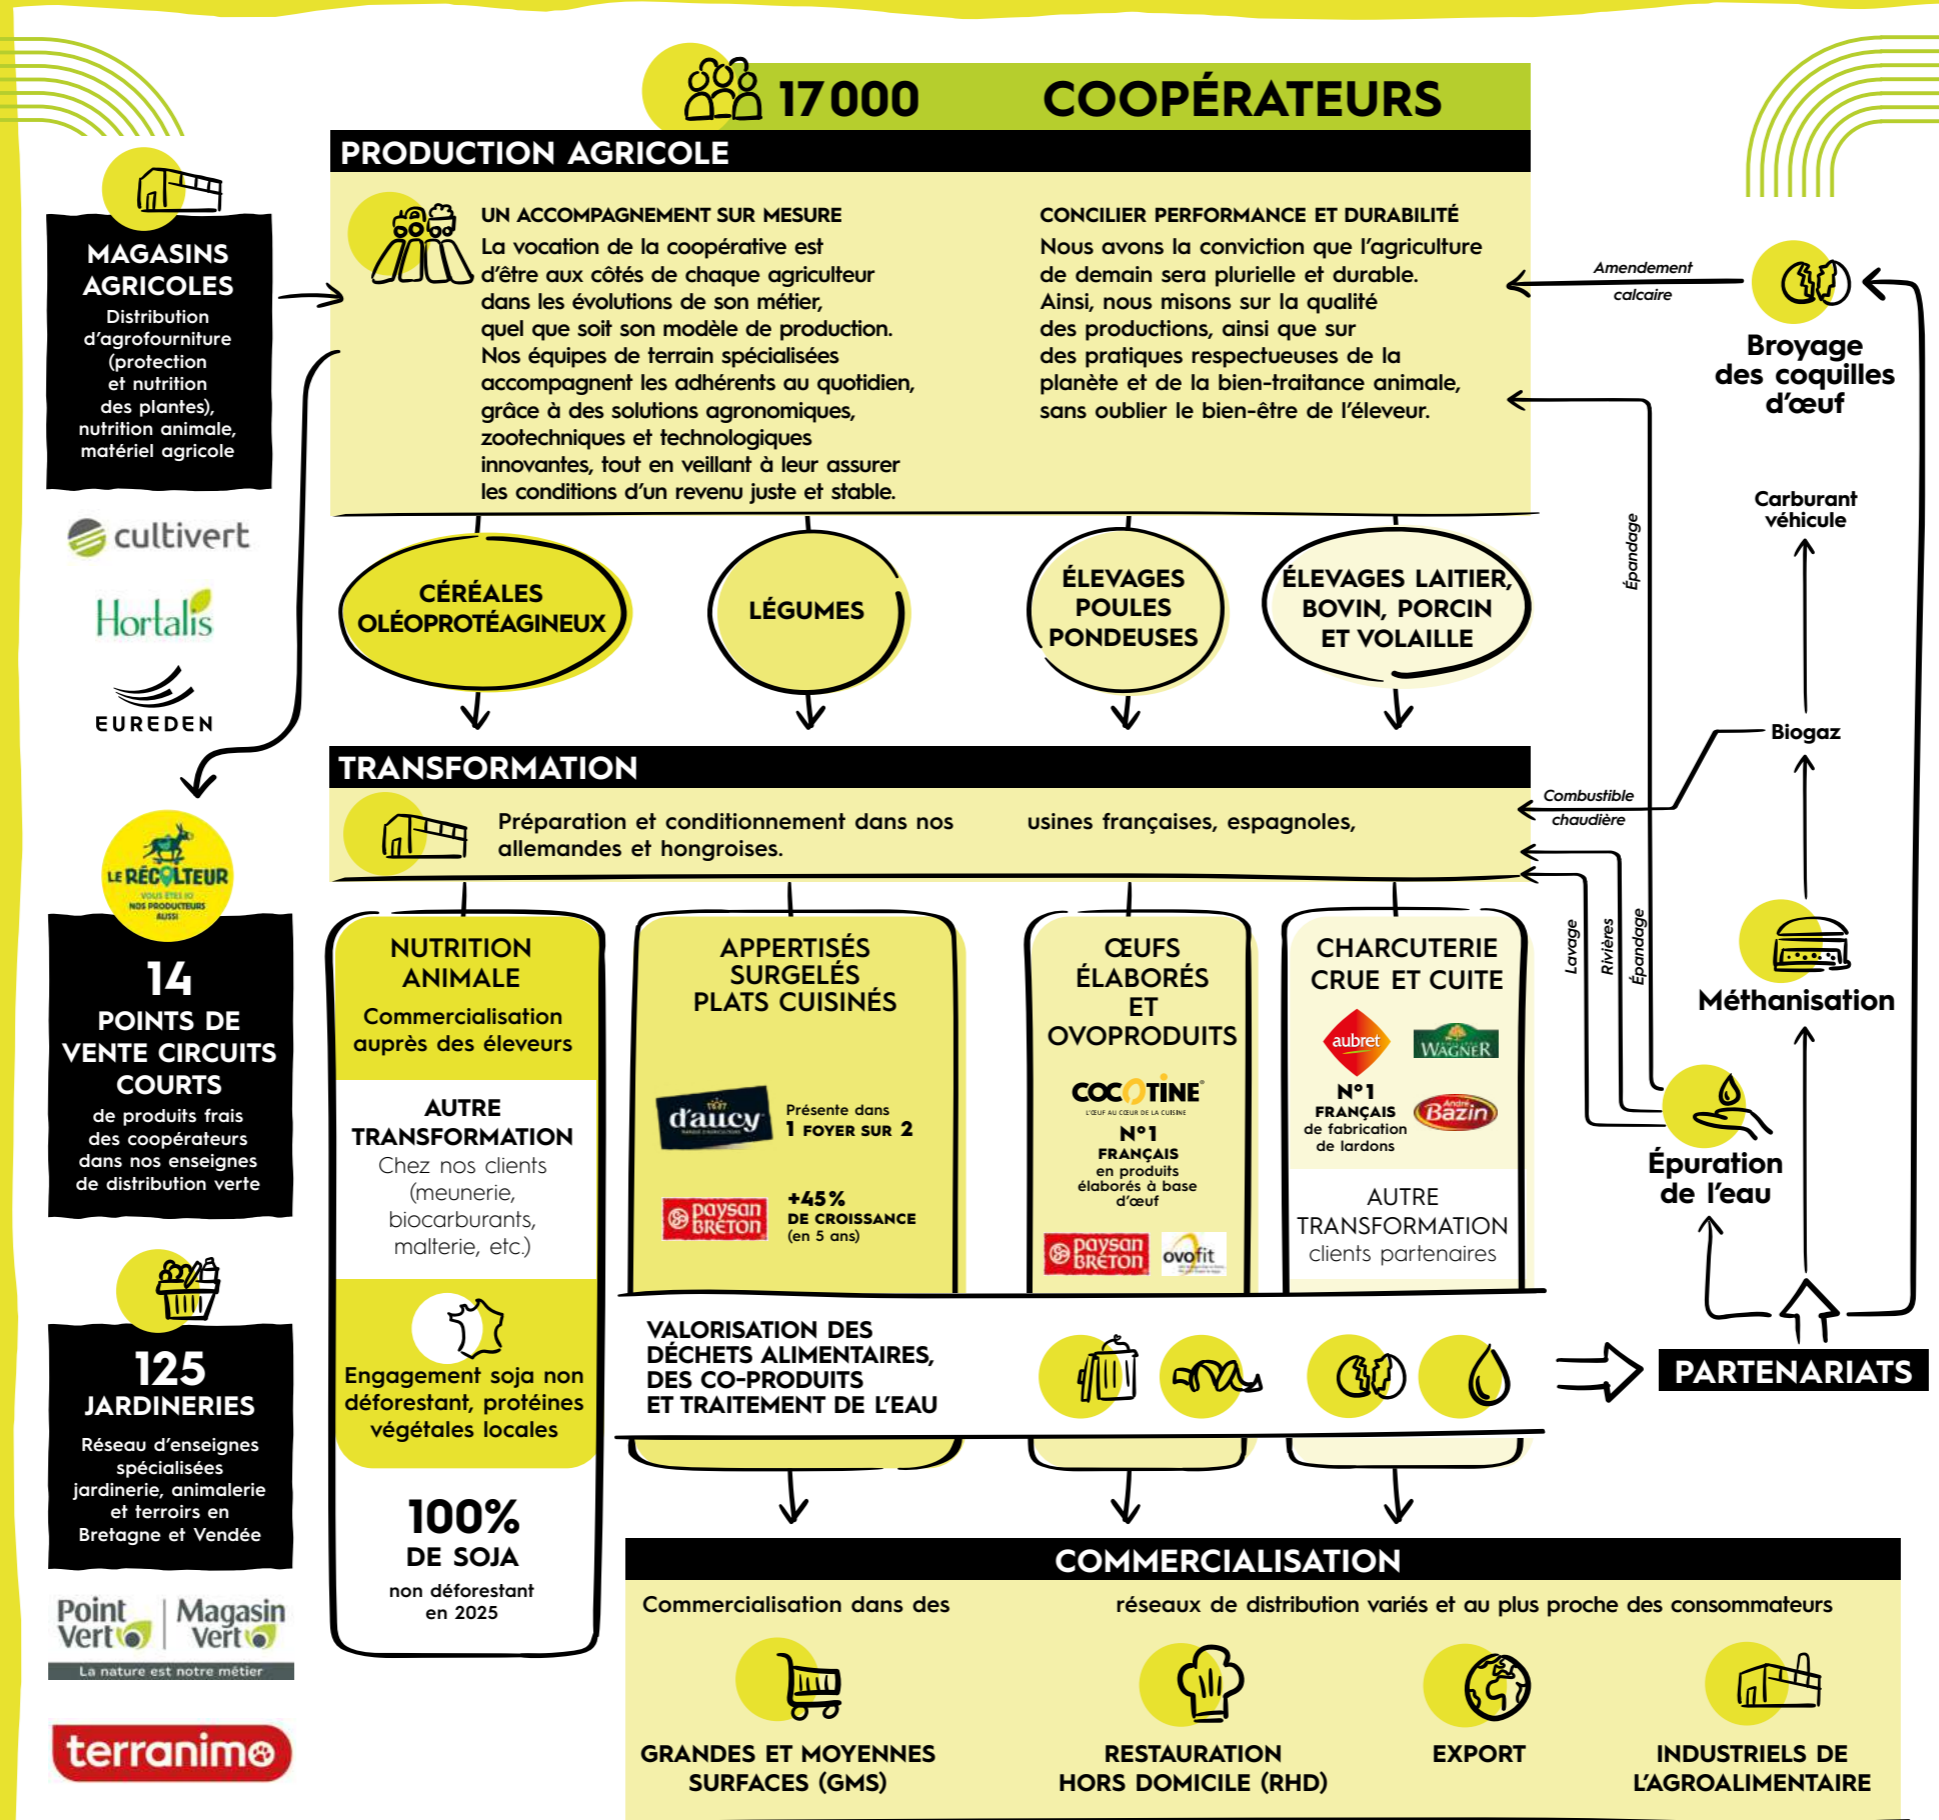 17 000 COOPÉRATEURS
PRODUCTION AGRICOLE
UN ACCOMPAGNEMENT SUR MESURE
La vocation de la coopérative est
d'être aux côtés de chaque agriculteur
dans les évolutions de son métier,
quel que soit son modèle de production.
Nos équipes de terrain spécialisées
accompagnent les adhérents au quotidien,
grâce à des solutions agronomiques,
zootechniques et technologiques
innovantes, tout en veillant à leur assurer
les conditions d'un revenu juste et stable.
CONCILIER PERFORMANCE ET DURABILITÉ
Nous avons la conviction que l'agriculture
de demain sera plurielle et durable.
Ainsi, nous misons sur la qualité
des productions, ainsi que sur
des pratiques respectueuses de la
planète et de la bien-traitance animale,
sans oublier le bien-être de l'éleveur.
MAGASINS
AGRICOLES
Distribution
d'agrofourniture
(protection
et nutrition
des plantes),
nutrition animale,
matériel agricole
cultivert
Hortalis
EUREDEN
LE RÉCOLTEUR
VOUS ÊTES ICI
NOS PRODUCTEURS
AUSSI
14
POINTS DE
VENTE CIRCUITS
COURTS
de produits frais
des coopérateurs
dans nos enseignes
de distribution verte
125
JARDINERIES
Réseau d'enseignes
spécialisées
jardinerie, animalerie
et terroirs en
Bretagne et Vendée
Point Vert
Magasin Vert
La nature est notre métier
terranimo
CÉRÉALES
OLÉOPROTÉAGINEUX
LÉGUMES
ÉLEVAGES
POULES
PONDEUSES
ÉLEVAGES LAITIER,
BOVIN, PORCIN
ET VOLAILLE
TRANSFORMATION
Préparation et conditionnement dans nos usines françaises, espagnoles,
allemandes et hongroises.
NUTRITION
ANIMALE
Commercialisation
auprès des éleveurs
AUTRE
TRANSFORMATION
Chez nos clients
(meunerie,
biocarburants,
malterie, etc.)
Engagement soja non
déforestant, protéines
végétales locales
100%
DE SOJA
non déforestant
en 2025
APPERTISÉS
SURGELÉS
PLATS CUISINÉS
d'aucy
Présente dans
1 FOYER SUR 2
paysan
BRETON
+45%
DE CROISSANCE
(en 5 ans)
ŒUFS
ÉLABORÉS
ET
OVOPRODUITS
COCOTINE
L'ŒUF AU CŒUR DE LA CUISINE
N°1
FRANÇAIS
en produits
élaborés à base
d'œuf
paysan
BRETON
ovofit
CHARCUTERIE
CRUE ET CUITE
aubret
WAGNER
N°1
FRANÇAIS
de fabrication
de lardons
André
Bazin
AUTRE
TRANSFORMATION
clients partenaires
VALORISATION DES
DÉCHETS ALIMENTAIRES,
DES CO-PRODUITS
ET TRAITEMENT DE L'EAU
PARTENARIATS
Amendement
calcaire
Broyage
des coquilles
d'œuf
Épandage
Carburant
véhicule
Biogaz
Combustible
chaudière
Lavage
Rivières
Épandage
Méthanisation
Épuration
de l'eau
COMMERCIALISATION
Commercialisation dans des réseaux de distribution variés et au plus proche des consommateurs
GRANDES ET MOYENNES
SURFACES (GMS)
RESTAURATION
HORS DOMICILE (RHD)
EXPORT
INDUSTRIELS DE
L'AGROALIMENTAIRE